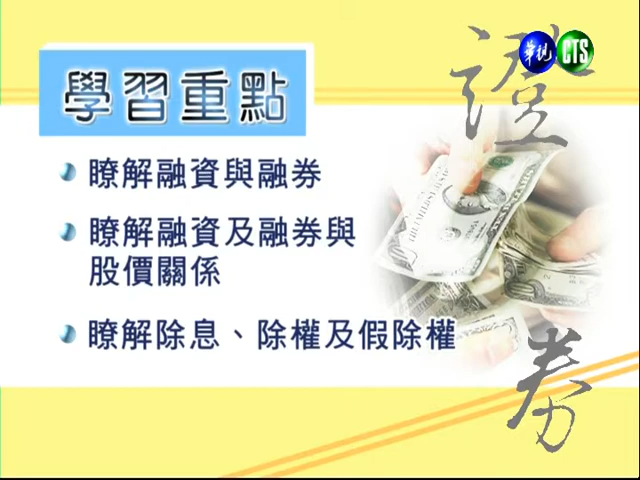 學習重點
瞭解融資與融券
瞭解融資及融券與
股價關係
瞭解除息、除權及假除權
證
券
華視 CTS